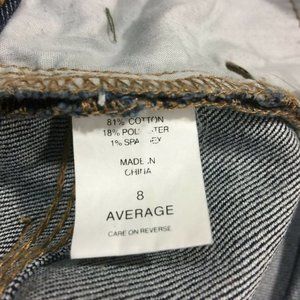 81% COTTON
18% POLYESTER
1% SPANDEX
MADE IN
CHINA
8
AVERAGE
CARE ON REVERSE